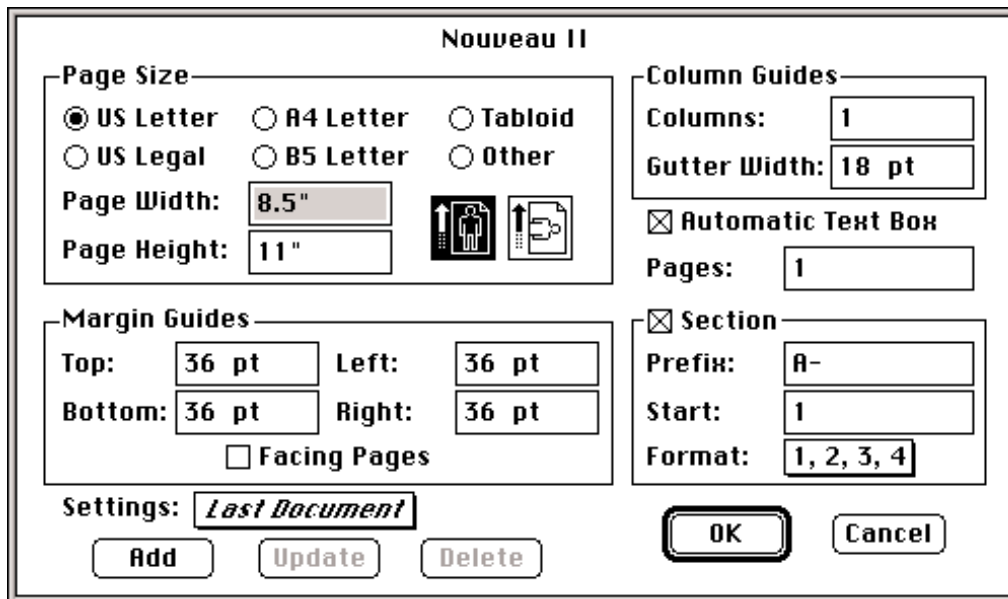 Nouveau II
Page Size
US Letter A4 Letter Tabloid
US Legal B5 Letter Other
Page Width: 8.5"
Page Height: 11"
Column Guides
Columns: 1
Gutter Width: 18 pt
Automatic Text Box
Pages: 1
Margin Guides
Top: 36 pt Left: 36 pt
Bottom: 36 pt Right: 36 pt
Facing Pages
Section
Prefix: A-
Start: 1
Format: 1, 2, 3, 4
Settings: Last Document
Add Update Delete
OK Cancel